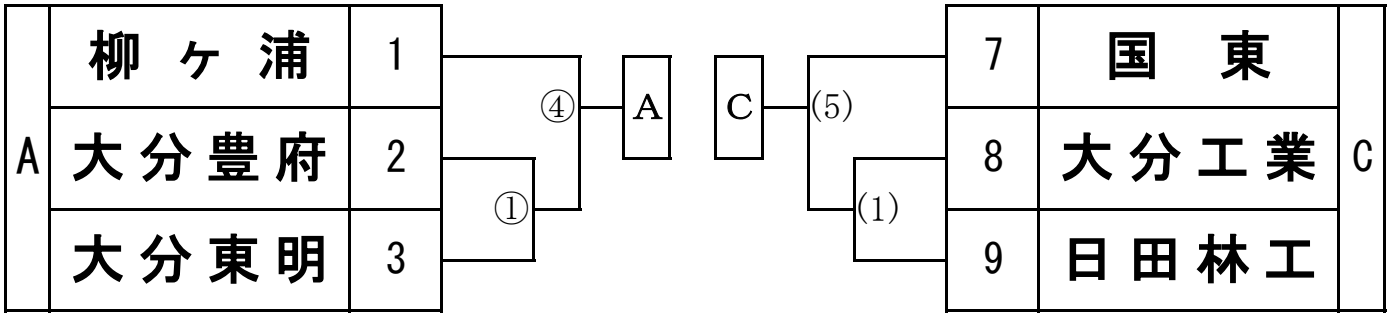 柳ヶ浦 1 7 国東
④ A C (5)
A 大分豊府 2 8 大分工業 C
① (1)
大分東明 3 9 日田林工